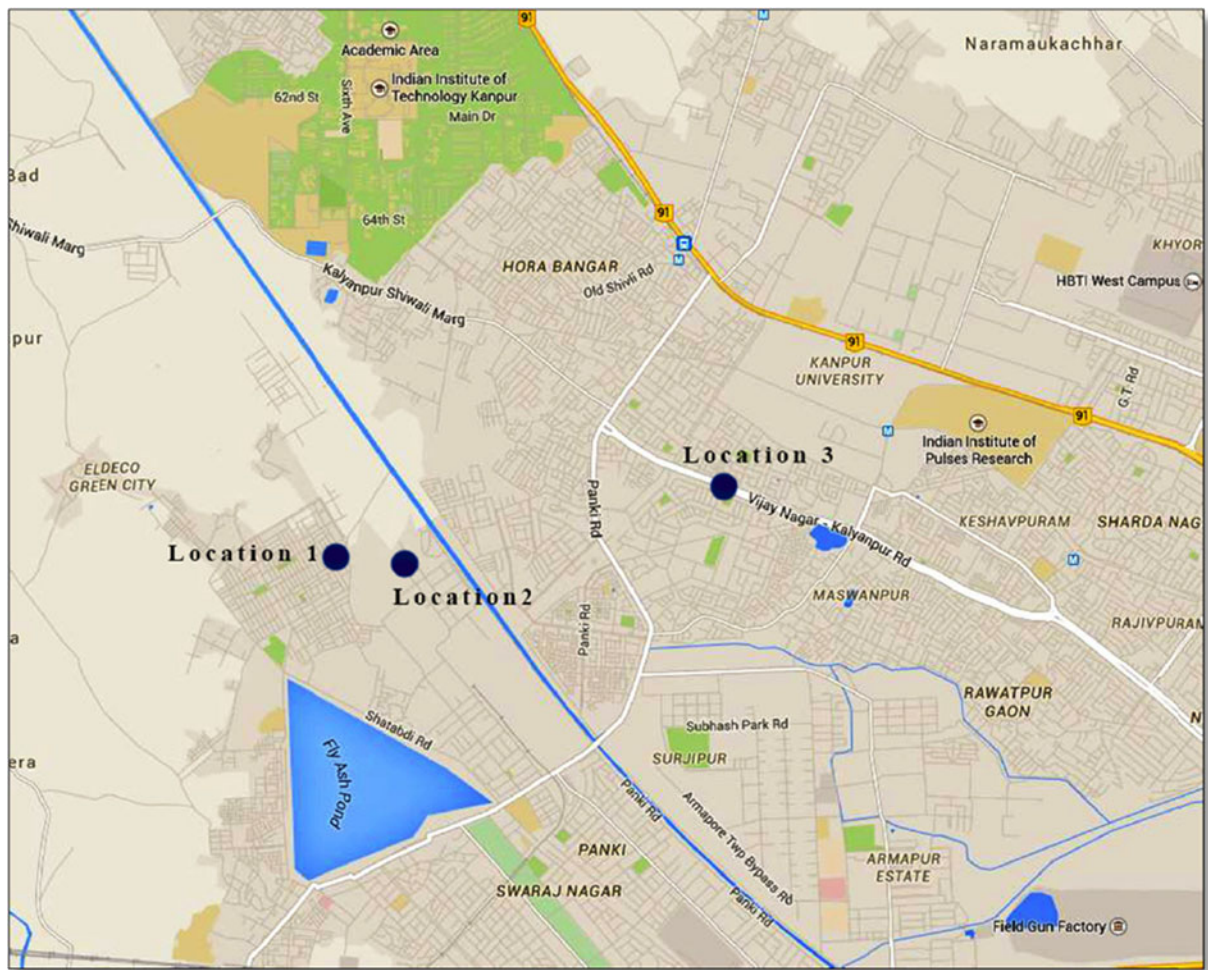 91
M
Naramaukachhar
Academic Area
Indian Institute of
Technology Kanpur
62nd St
Sixth Ave
Main Dr
Bad
64th St
91
Shiwali Marg
M
HORA BANGAR
Old Shivli Rd
KHYOR
HBTI West Campus
Kalyanpur Shiwali Marg
pur
91
KANPUR
UNIVERSITY
G.T. Rd
91
M
Indian Institute of
Pulses Research
Location 3
ELDECO
GREEN CITY
Panki Rd
Vijay Nagar - Kalyanpur Rd
KESHAVPURAM
SHARDA NAG
Location 1
M
Location2
MASWANPUR
Panki Rd
RAJIVPURAM
a
RAWATPUR
GAON
N
Shatabdi Rd
Subhash Park Rd
SURJIPUR
era
Fly Ash Pond
Panki Rd
Armapore Twp Bypass Rd
PANKI
ARMAPUR
ESTATE
SWARAJ NAGAR
Panki Rd
Field Gun Factory